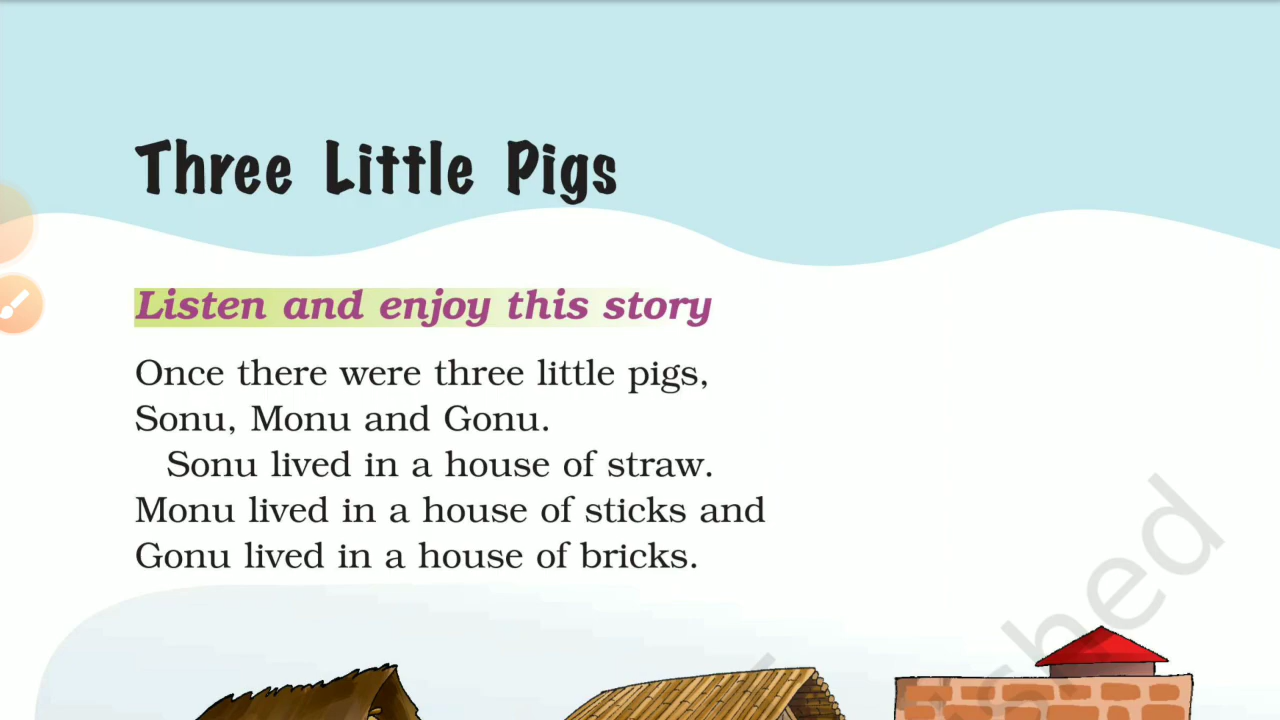 Three Little Pigs
Listen and enjoy this story
Once there were three little pigs,
Sonu, Monu and Gonu.
Sonu lived in a house of straw.
Monu lived in a house of sticks and
Gonu lived in a house of bricks.